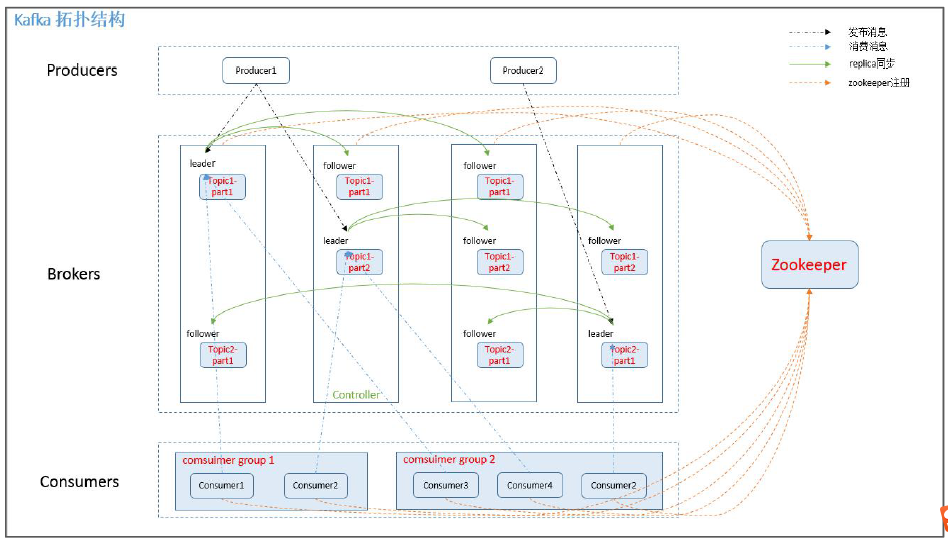 Kafka 拓扑结构
发布消息
消费消息
replica同步
zookeeper注册
Producers
Producer1
Producer2
Brokers
leader
Topic1-
part1
follower
Topic1-
part1
follower
Topic1-
part1
leader
Topic1-
part2
follower
Topic1-
part2
follower
Topic1-
part2
follower
Topic2-
part1
follower
Topic2-
part1
leader
Topic2-
part1
Controller
Zookeeper
Consumers
comsuimer group 1
Consumer1
Consumer2
comsuimer group 2
Consumer3
Consumer4
Consumer2